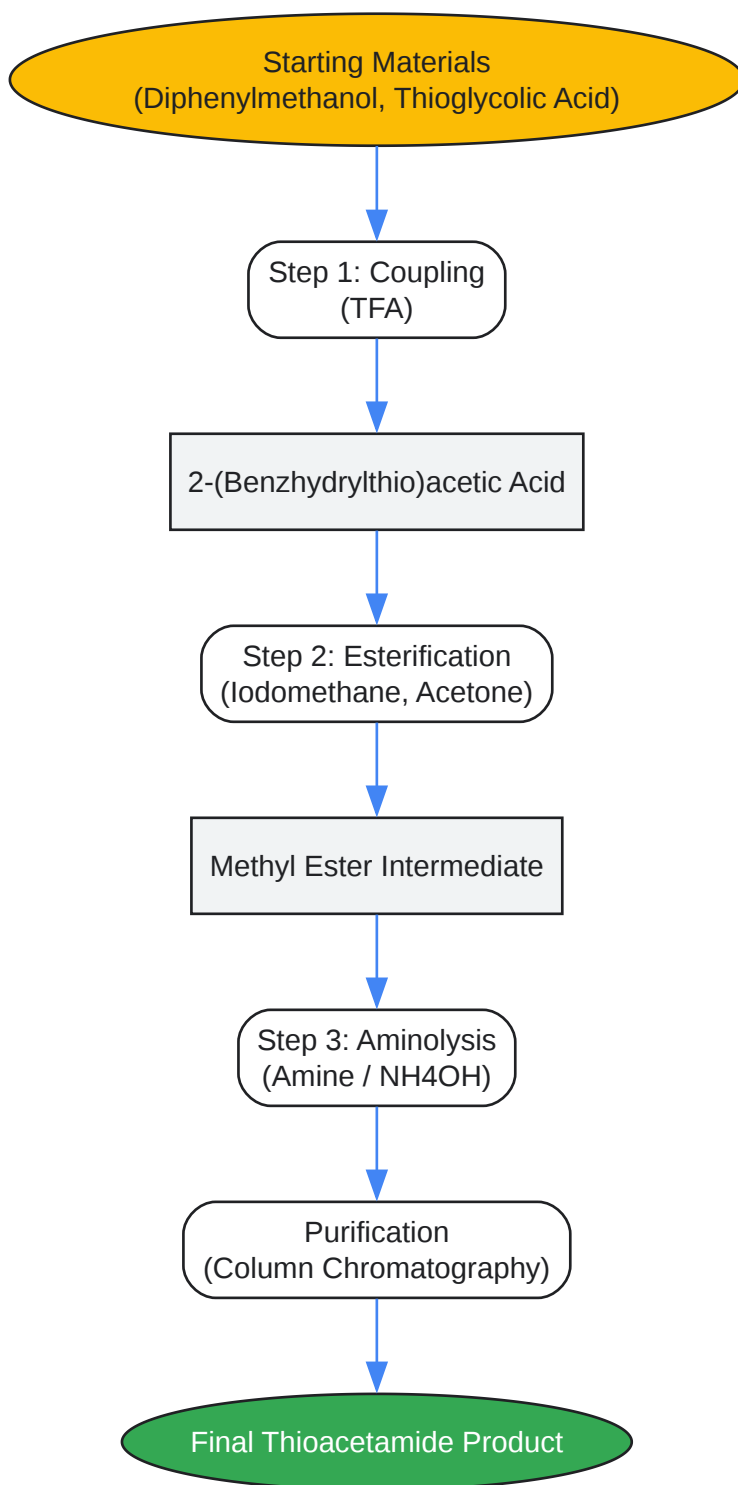 Starting Materials
(Diphenylmethanol, Thioglycolic Acid)
Step 1: Coupling
(TFA)
2-(Benzhydrylthio)acetic Acid
Step 2: Esterification
(Iodomethane, Acetone)
Methyl Ester Intermediate
Step 3: Aminolysis
(Amine / NH4OH)
Purification
(Column Chromatography)
Final Thioacetamide Product